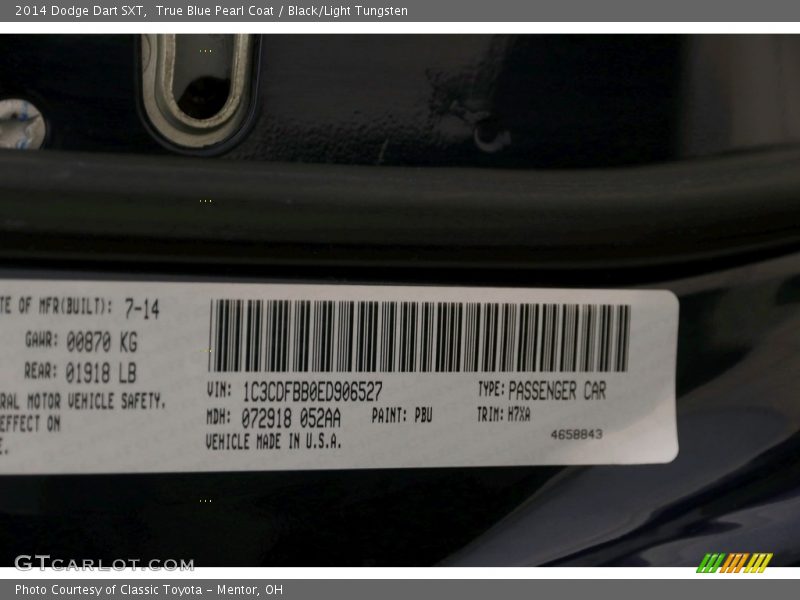 2014 Dodge Dart SXT,  True Blue Pearl Coat / Black/Light Tungsten
TE OF MFR(BUILT): 7-14
GAWR: 00870 KG
REAR: 01918 LB
RAL MOTOR VEHICLE SAFETY,
EFFECT ON
E.
VIN: 1C3CDFBB0ED906527
TYPE: PASSENGER CAR
MDH: 072918 052AA
PAINT: PBU
TRIM: H7XA
VEHICLE MADE IN U.S.A.
4658843
GTCARLOT.COM
Photo Courtesy of Classic Toyota – Mentor, OH